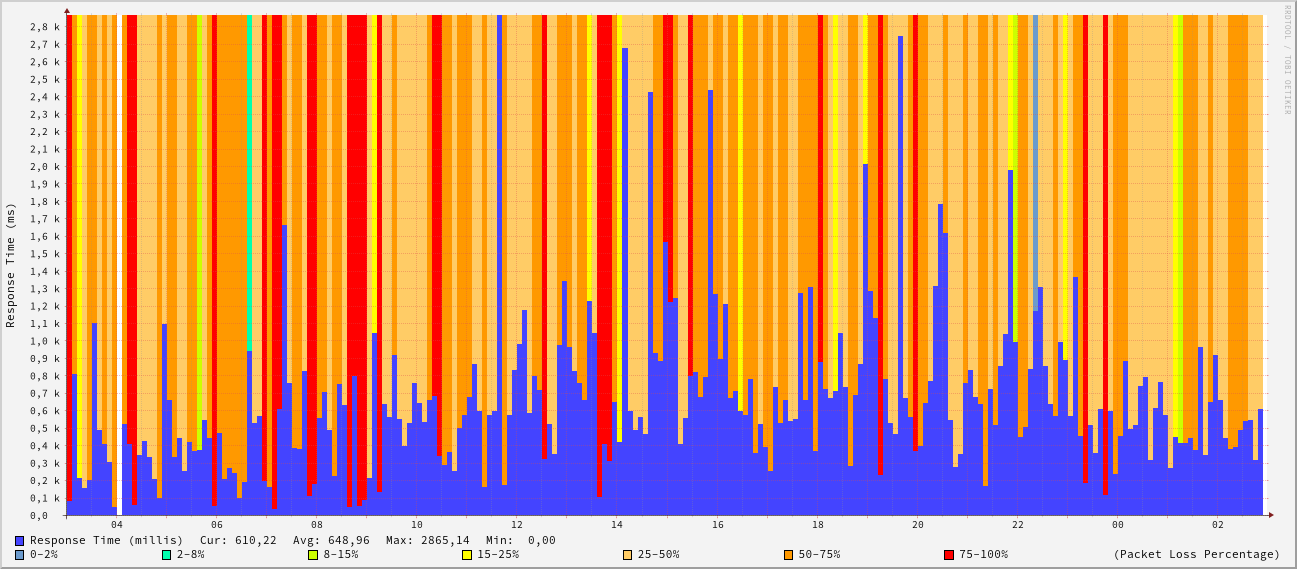 RRDTOOL / TOBI OETIKER
Response Time (ms)
2,8 k
2,7 k
2,6 k
2,5 k
2,4 k
2,3 k
2,2 k
2,1 k
2,0 k
1,9 k
1,8 k
1,7 k
1,6 k
1,5 k
1,4 k
1,3 k
1,2 k
1,1 k
1,0 k
0,9 k
0,8 k
0,7 k
0,6 k
0,5 k
0,4 k
0,3 k
0,2 k
0,1 k
0,0
04 06 08 10 12 14 16 18 20 22 00 02
Response Time (millis) Cur: 610,22 Avg: 648,96 Max: 2865,14 Min: 0,00
0-2% 2-8% 8-15% 15-25% 25-50% 50-75% 75-100% (Packet Loss Percentage)